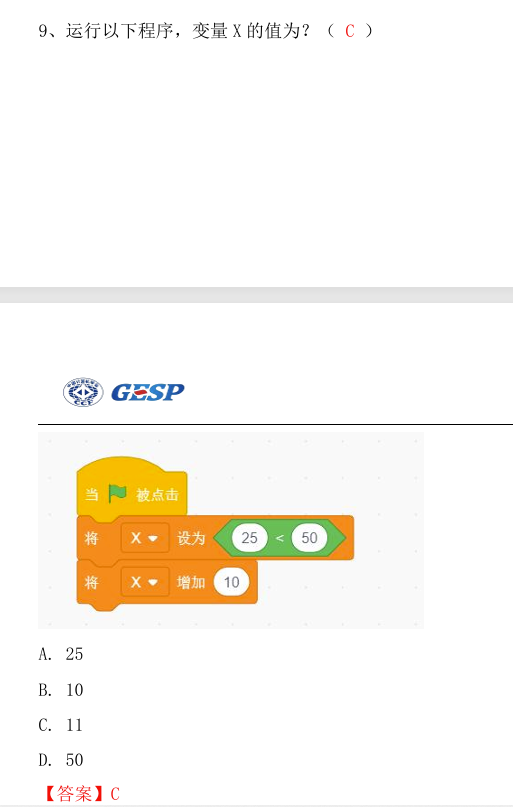 9、运行以下程序，变量 X 的值为？（ C ）
CCF GESP
当 被点击
将 X 设为 25 < 50
将 X 增加 10
A. 25
B. 10
C. 11
D. 50
【答案】C